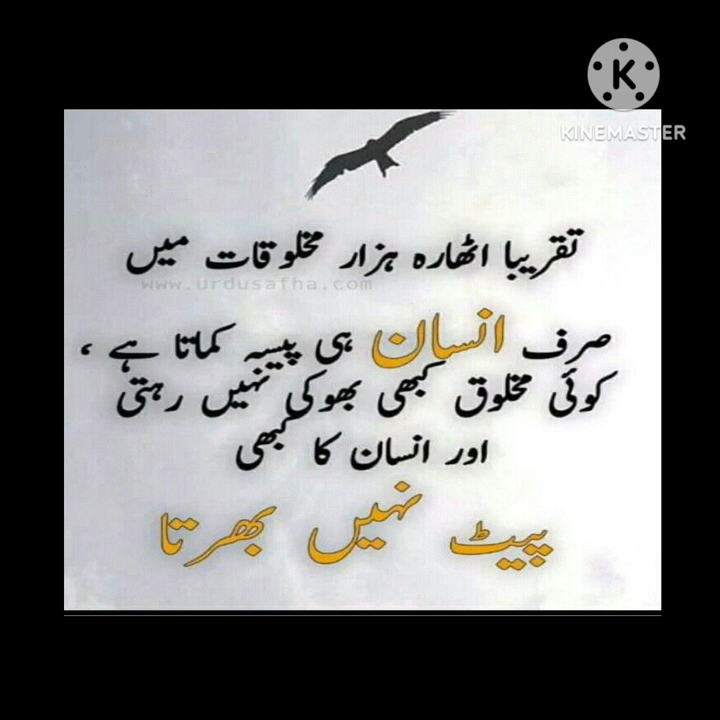 KINEMASTER
تقریبا اٹھارہ ہزار مخلوقات میں
www.urdusafha.com
صرف انسان ہی پیسہ کماتا ہے ،
کوئی مخلوق کبھی بھوکی نہیں رہتی
اور انسان کا کبھی
پیٹ نہیں بھرتا